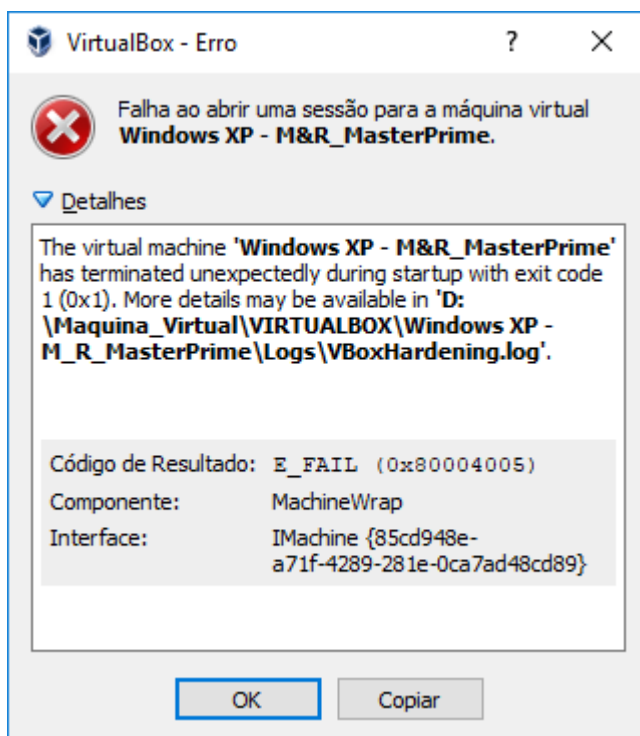 VirtualBox - Erro
Falha ao abrir uma sessão para a máquina virtual
Windows XP - M&R_MasterPrime.
Detalhes
The virtual machine 'Windows XP - M&R_MasterPrime'
has terminated unexpectedly during startup with exit code
1 (0x1). More details may be available in 'D:
\Maquina_Virtual\VIRTUALBOX\Windows XP -
M_R_MasterPrime\Logs\VBoxHardening.log'.
Código de Resultado: E_FAIL (0x80004005)
Componente: MachineWrap
Interface: IMachine {85cd948e-
a71f-4289-281e-0ca7ad48cd89}
OK Copiar